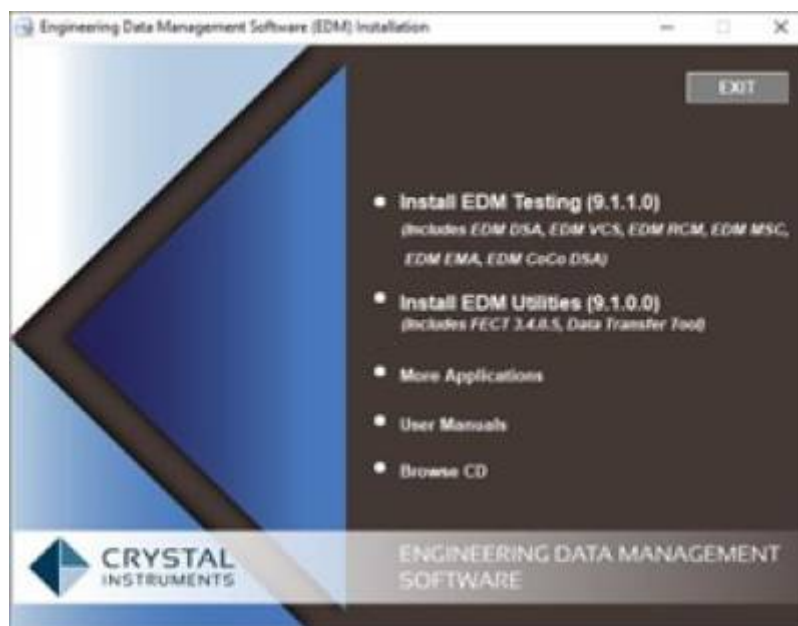 Engineering Data Management Software (EDM) Installation
EXIT
Install EDM Testing (9.1.1.0)
(Includes EDM DSA, EDM VCS, EDM RCM, EDM MSC,
EDM EMA, EDM CoCo DSA)
Install EDM Utilities (9.1.0.0)
(Includes FECT 3.4.0.5, Data Transfer Tool)
More Applications
User Manuals
Browse CD
CRYSTAL
INSTRUMENTS
ENGINEERING DATA MANAGEMENT
SOFTWARE